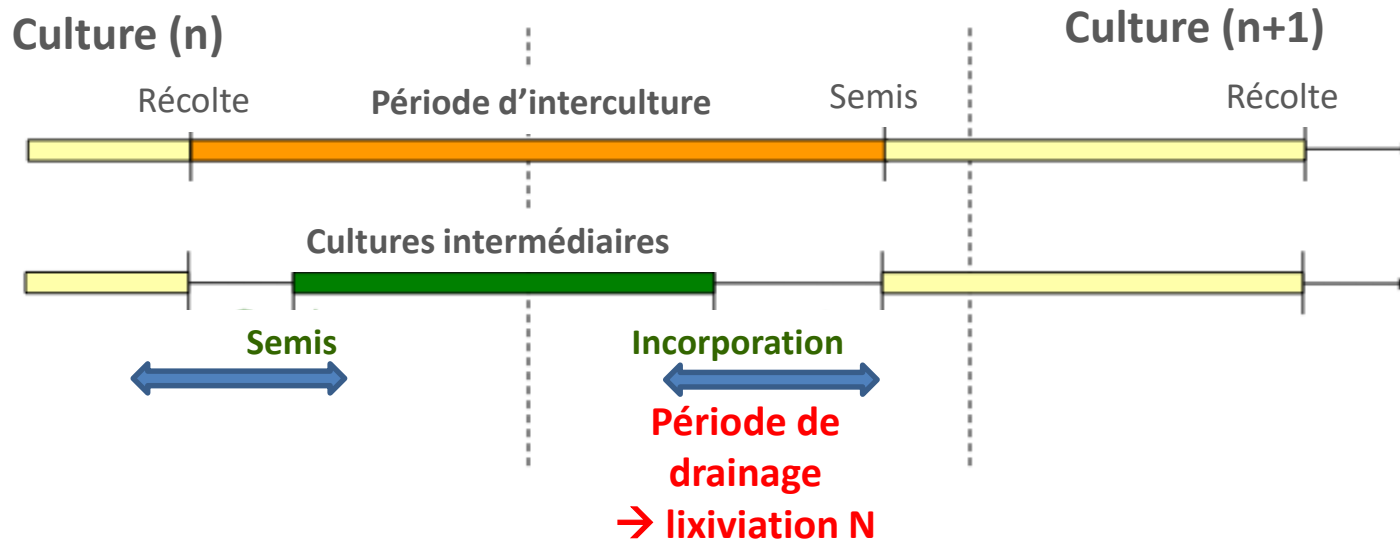 Culture (n)
Culture (n+1)
Récolte
Période d'interculture
Semis
Récolte
Cultures intermédiaires
Semis
Incorporation
Période de
drainage
→ lixiviation N